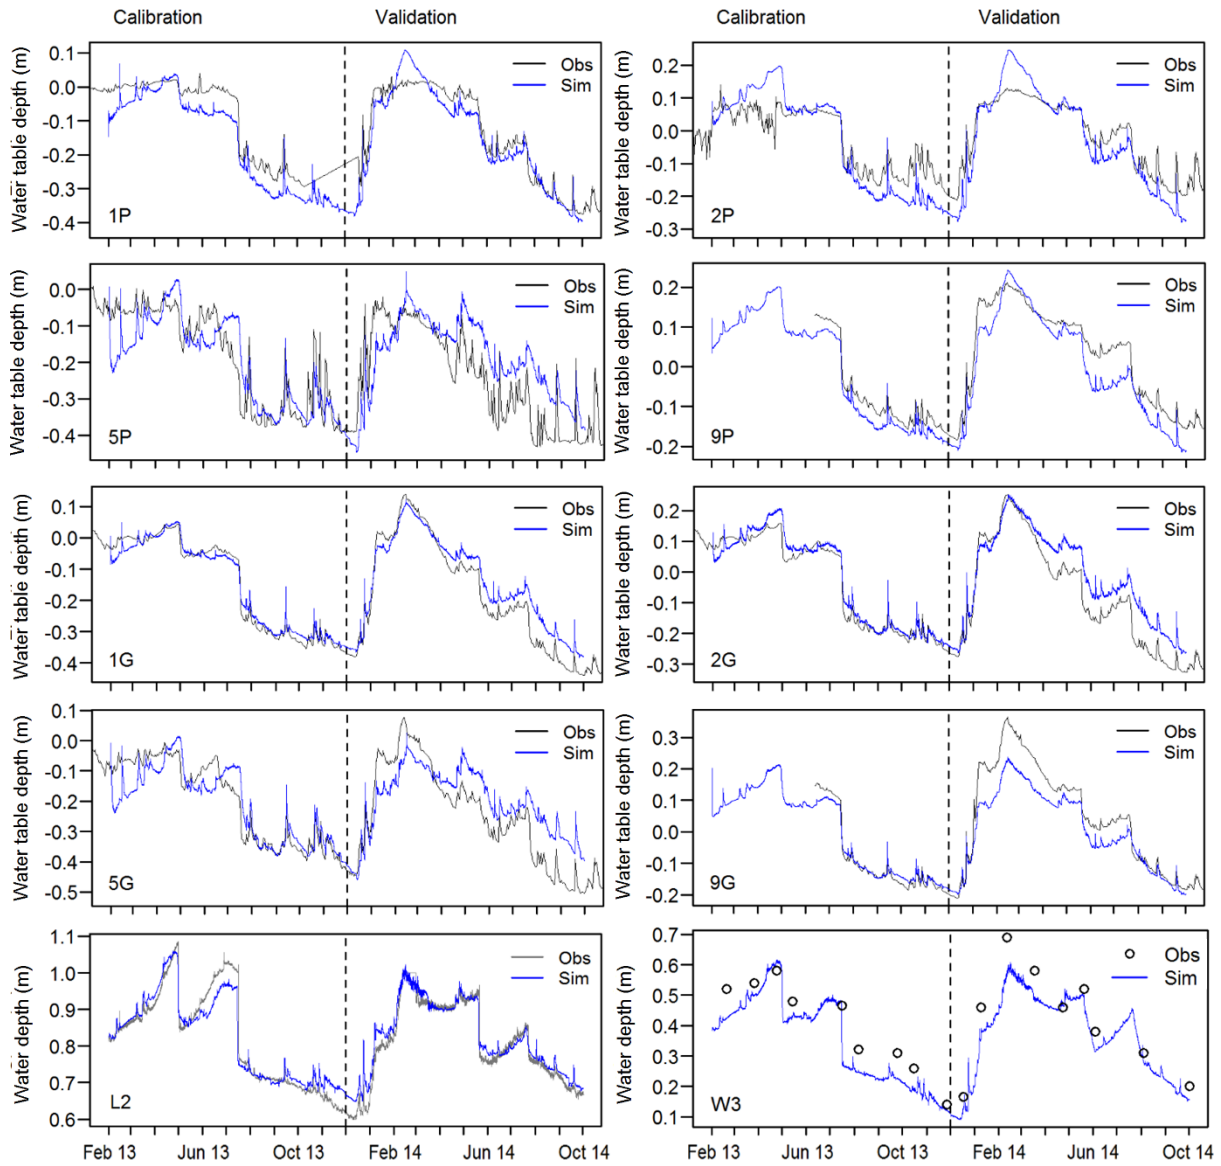 Calibration Validation Calibration Validation
Water table depth (m) 0.1 0.0 -0.1 -0.2 -0.3 -0.4 1P Obs Sim
Water table depth (m) 0.2 0.1 0.0 -0.1 -0.2 -0.3 2P Obs Sim
Water table depth (m) 0.0 -0.1 -0.2 -0.3 -0.4 5P Obs Sim
Water table depth (m) 0.2 0.1 0.0 -0.1 -0.2 9P Obs Sim
Water table depth (m) 0.1 0.0 -0.1 -0.2 -0.3 -0.4 1G Obs Sim
Water table depth (m) 0.2 0.1 0.0 -0.1 -0.2 -0.3 2G Obs Sim
Water table depth (m) 0.1 0.0 -0.1 -0.2 -0.3 -0.4 -0.5 5G Obs Sim
Water table depth (m) 0.3 0.2 0.1 0.0 -0.1 -0.2 9G Obs Sim
Water depth (m) 1.1 1.0 0.9 0.8 0.7 0.6 L2 Obs Sim
Water depth (m) 0.7 0.6 0.5 0.4 0.3 0.2 0.1 W3 Obs Sim
Feb 13 Jun 13 Oct 13 Feb 14 Jun 14 Oct 14 Feb 13 Jun 13 Oct 13 Feb 14 Jun 14 Oct 14